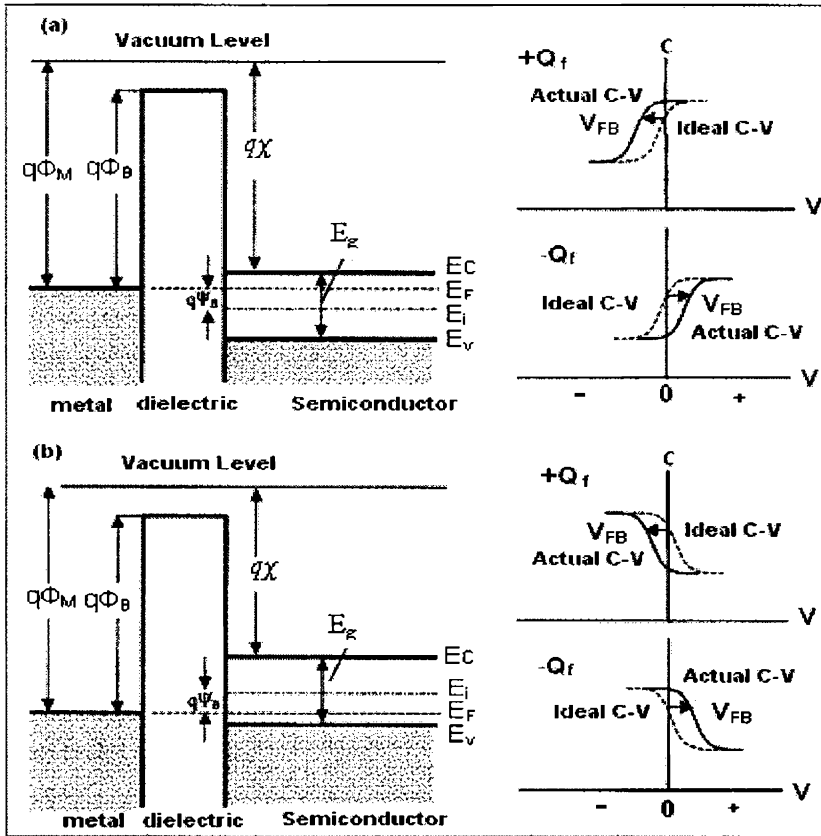 (a)
Vacuum Level
qΦM
qΦB
qχ
Eg
qΨB
EC
EF
Ei
Ev
metal dielectric Semiconductor
C
+Qf
Actual C-V
VFB
Ideal C-V
V
-Qf
Ideal C-V
VFB
Actual C-V
V
- 0 +
(b)
Vacuum Level
qΦM
qΦB
qχ
Eg
qΨB
EC
Ei
EF
Ev
metal dielectric Semiconductor
C
+Qf
VFB
Ideal C-V
Actual C-V
V
-Qf
Actual C-V
Ideal C-V
VFB
V
- 0 +